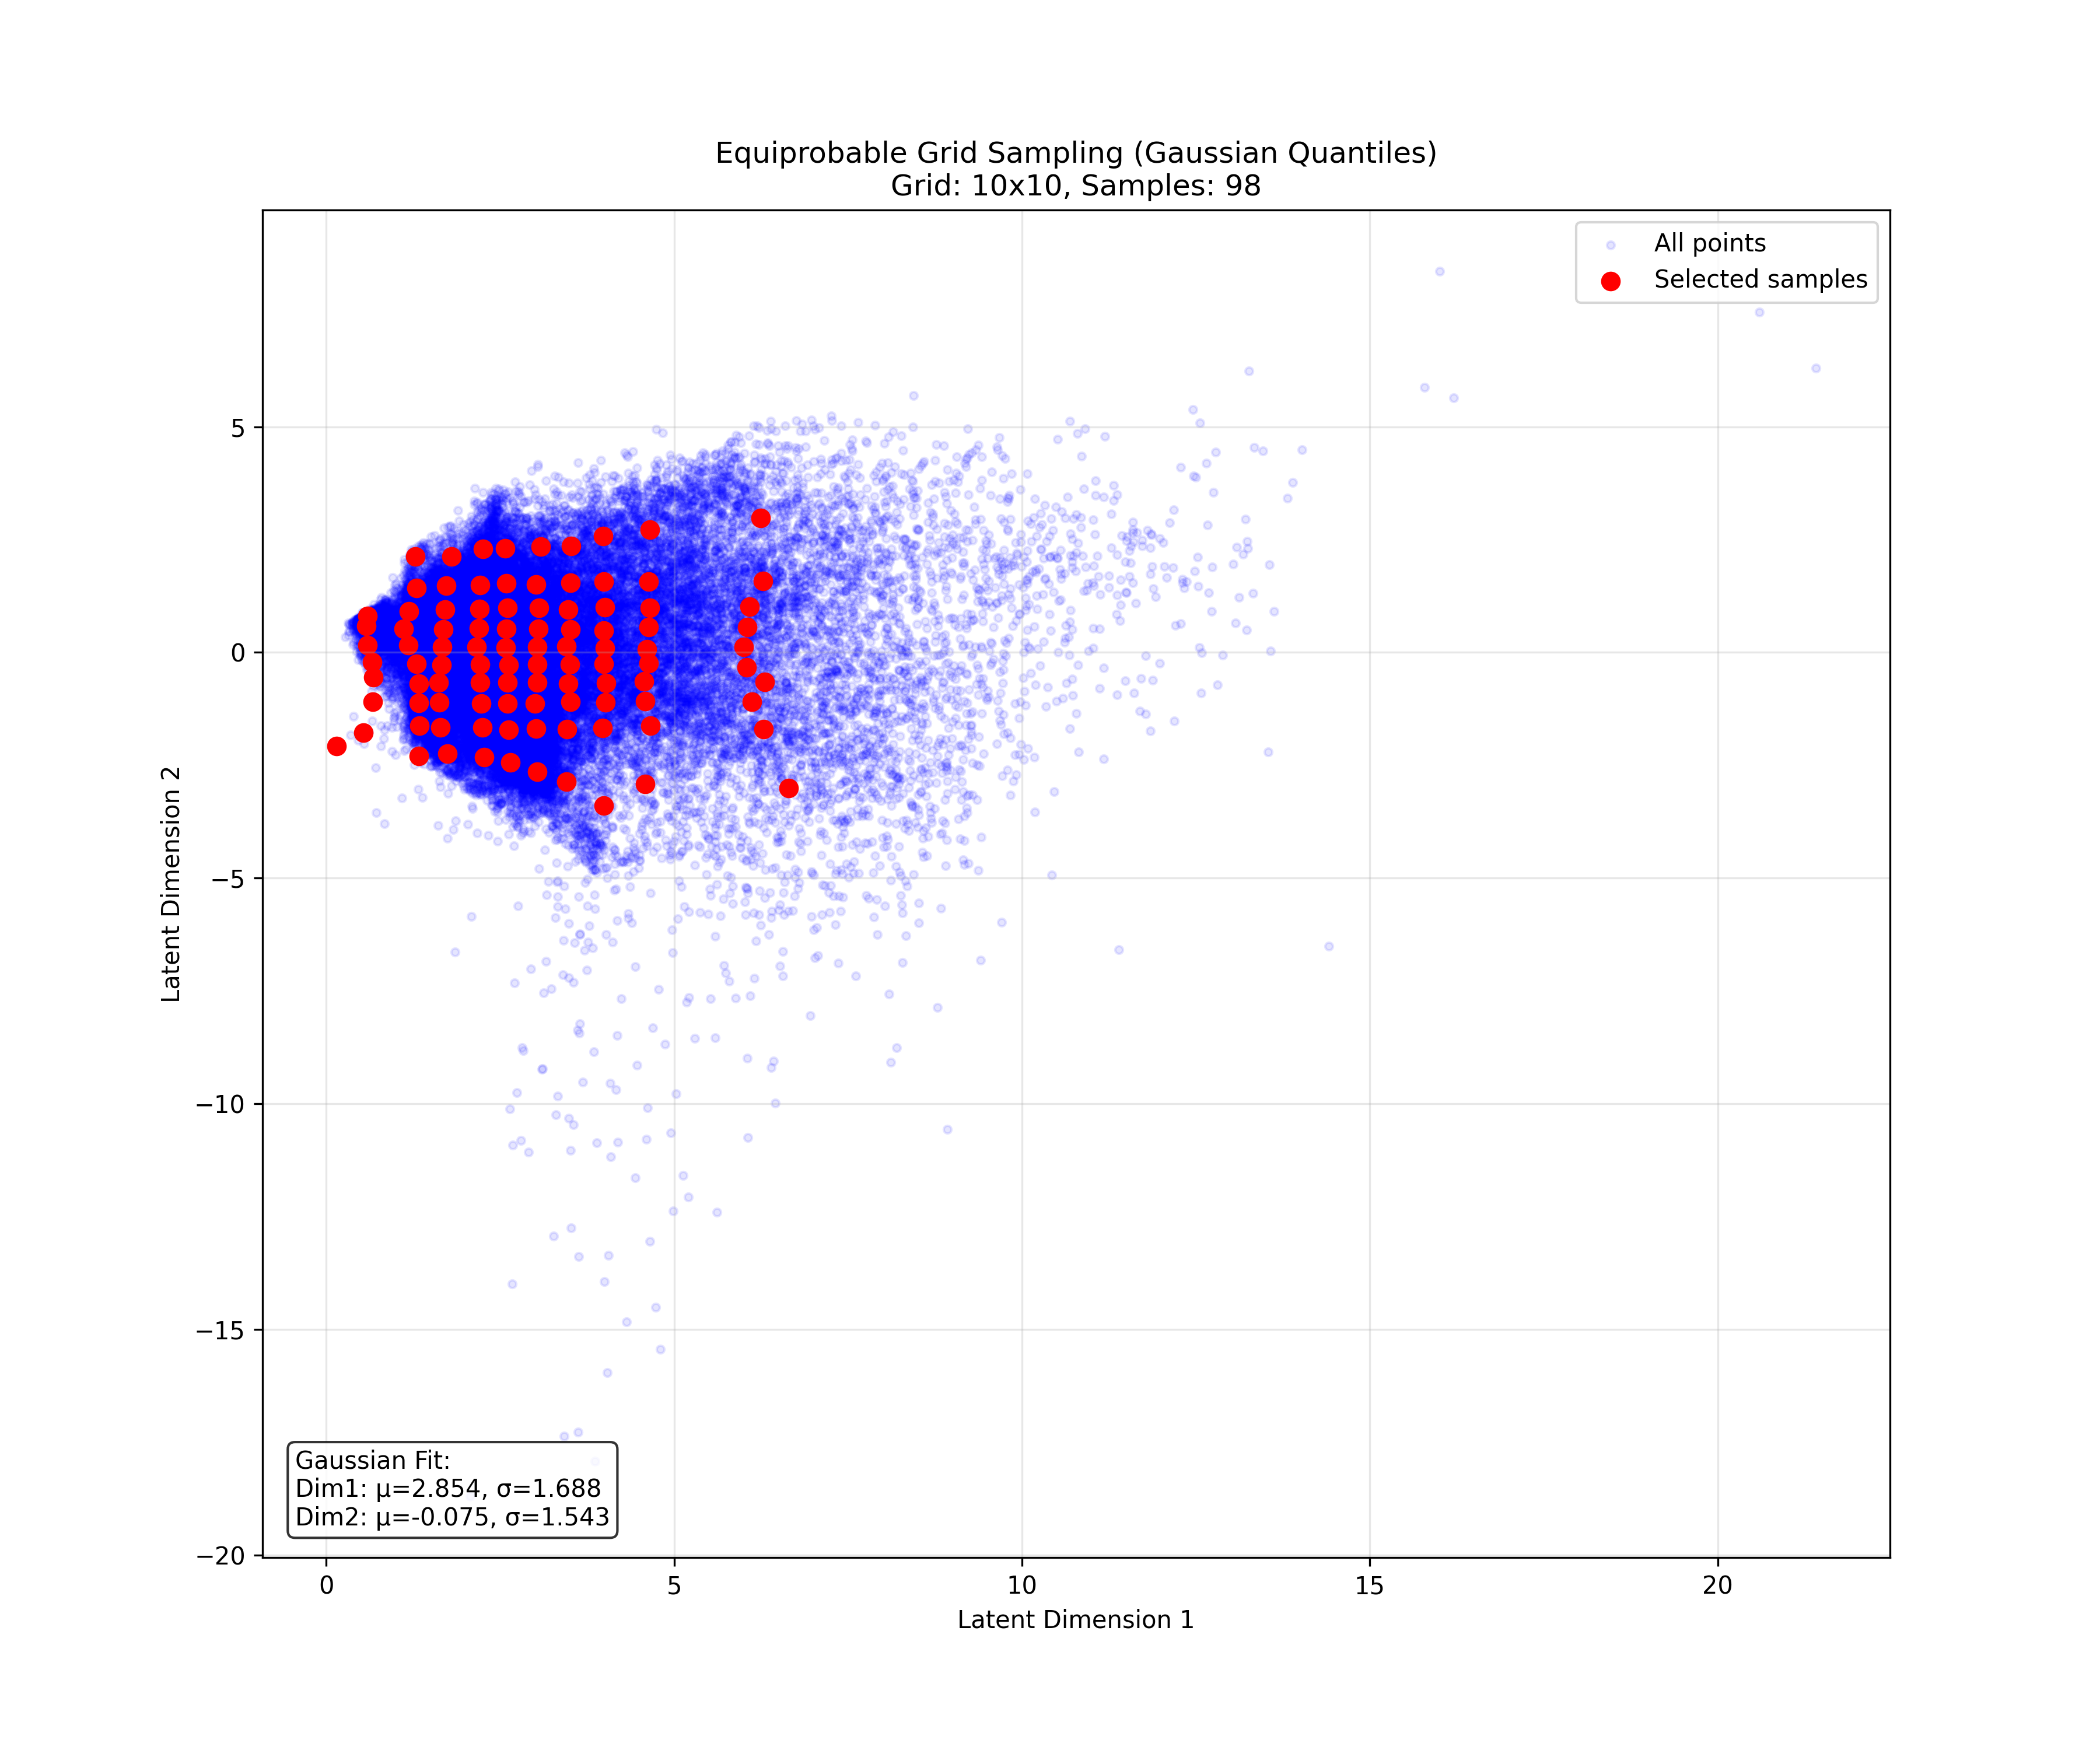 Equiprobable Grid Sampling (Gaussian Quantiles)
Grid: 10x10, Samples: 98
All points
Selected samples
5
0
−5
−10
−15
−20
Latent Dimension 2
Gaussian Fit:
Dim1: μ=2.854, σ=1.688
Dim2: μ=-0.075, σ=1.543
0
5
10
15
20
Latent Dimension 1